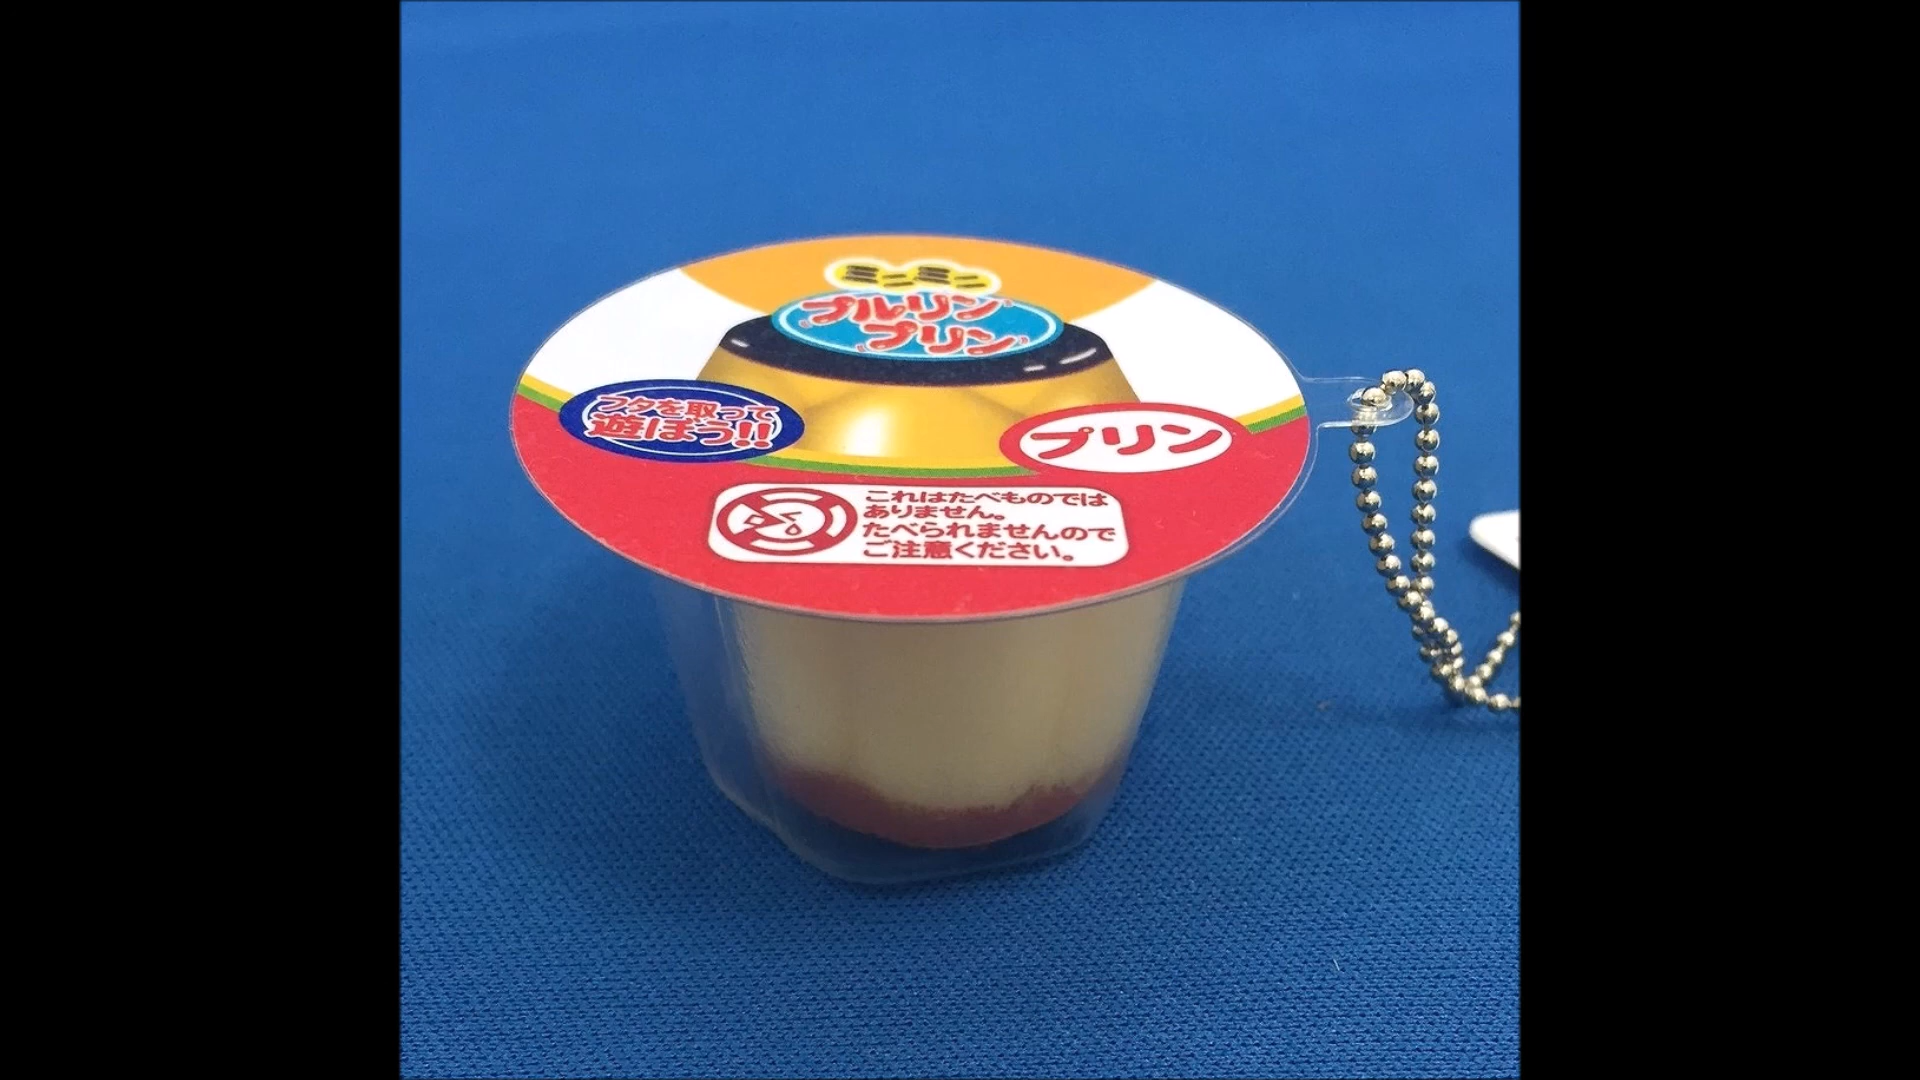 ミニミニ
プルリン
プリン
フタを取って
遊ぼう!!
プリン
これはたべものでは
ありません。
たべられませんので
ご注意ください。